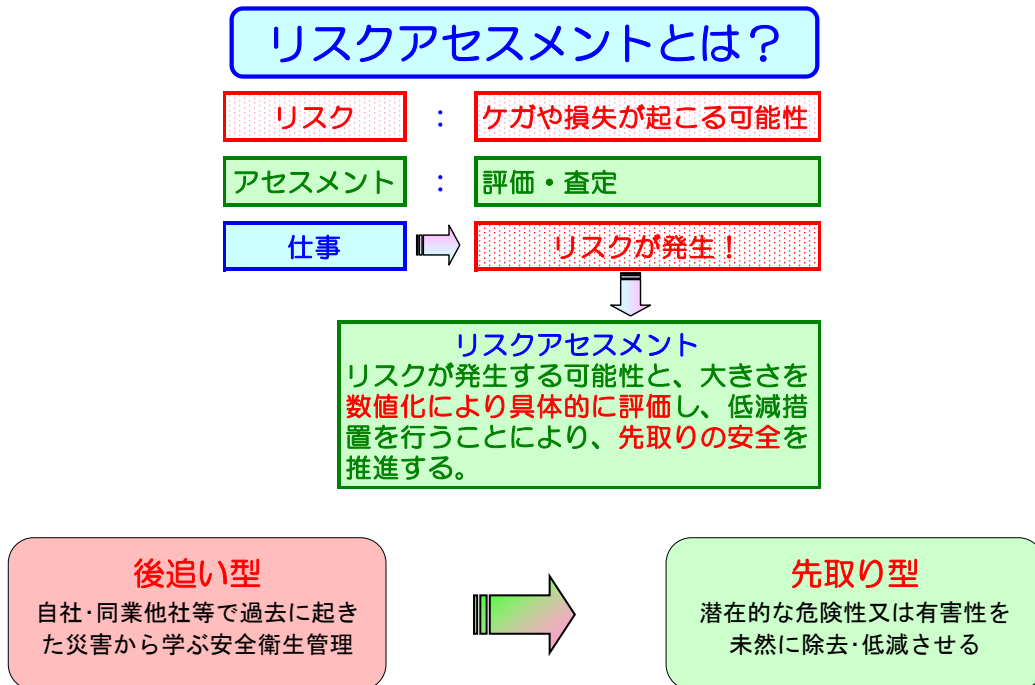 リスクアセスメントとは？
リスク ： ケガや損失が起こる可能性
アセスメント ： 評価・査定
仕事 リスクが発生！
リスクアセスメント
リスクが発生する可能性と、大きさを
数値化により具体的に評価し、低減措
置を行うことにより、先取りの安全を
推進する。
後追い型
自社・同業他社等で過去に起き
た災害から学ぶ安全衛生管理
先取り型
潜在的な危険性又は有害性を
未然に除去・低減させる